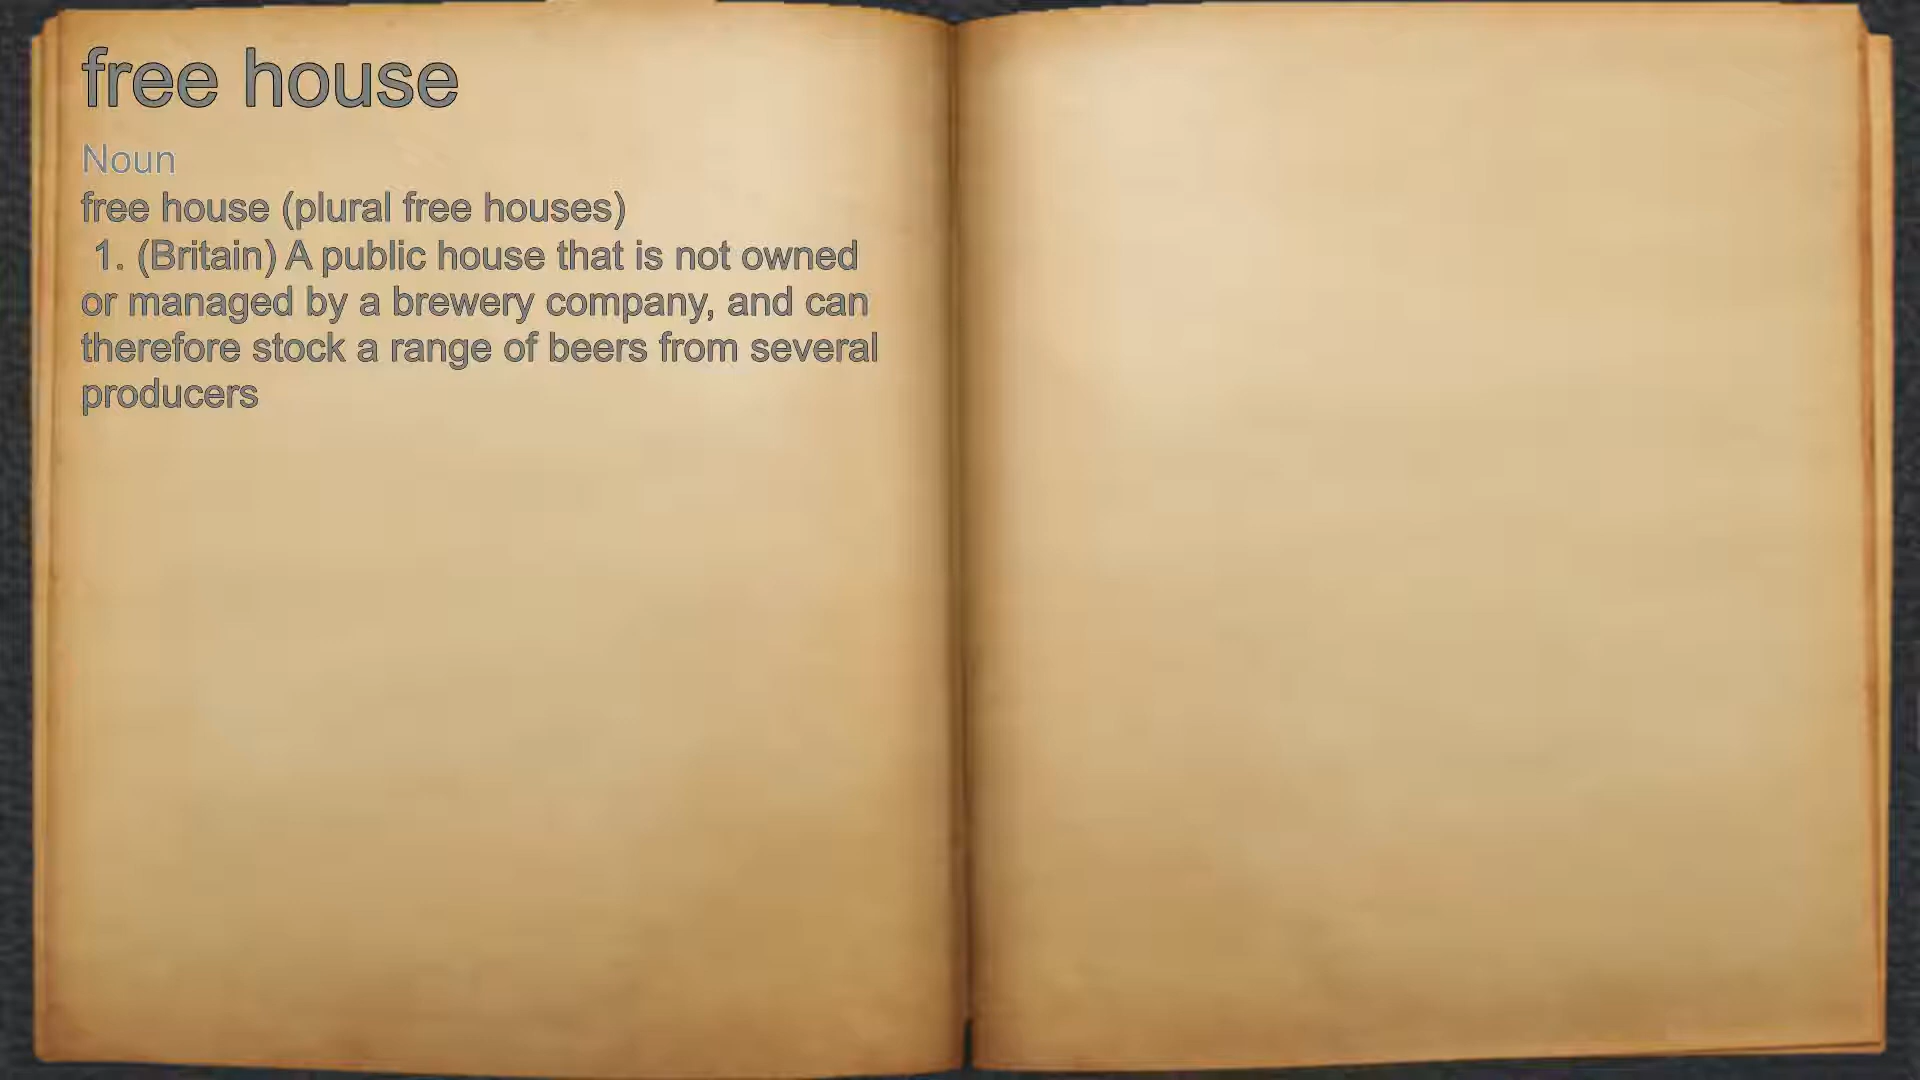 free house
Noun
free house (plural free houses)
1. (Britain) A public house that is not owned
or managed by a brewery company, and can
therefore stock a range of beers from several
producers